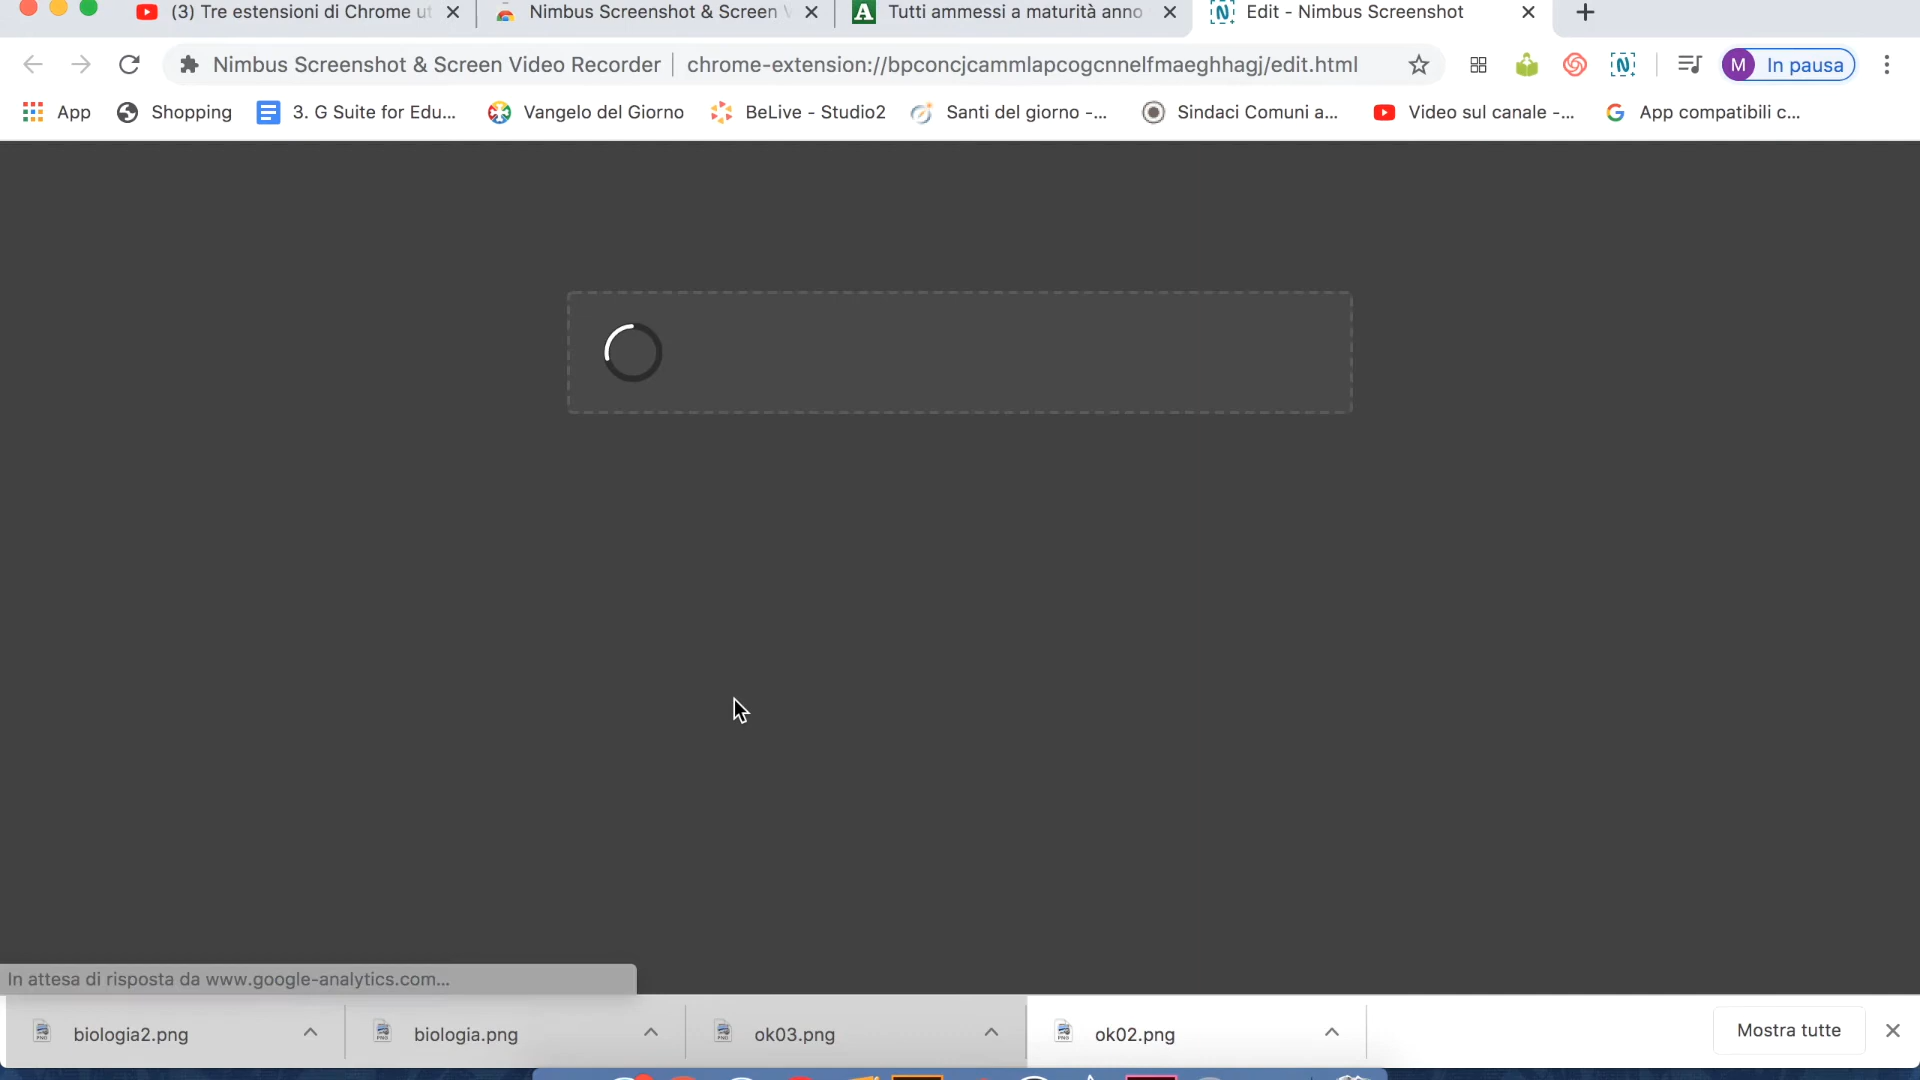 (3) Tre estensioni di Chrome ut
Nimbus Screenshot & Screen V
Tutti ammessi a maturità anno
Edit - Nimbus Screenshot
Nimbus Screenshot & Screen Video Recorder
chrome-extension://bpconcjcammlapcogcnnelfmaeghhagj/edit.html
M
In pausa
App
Shopping
3. G Suite for Edu...
Vangelo del Giorno
BeLive - Studio2
Santi del giorno -...
Sindaci Comuni a...
Video sul canale -...
App compatibili c...
In attesa di risposta da www.google-analytics.com...
biologia2.png
biologia.png
ok03.png
ok02.png
Mostra tutte